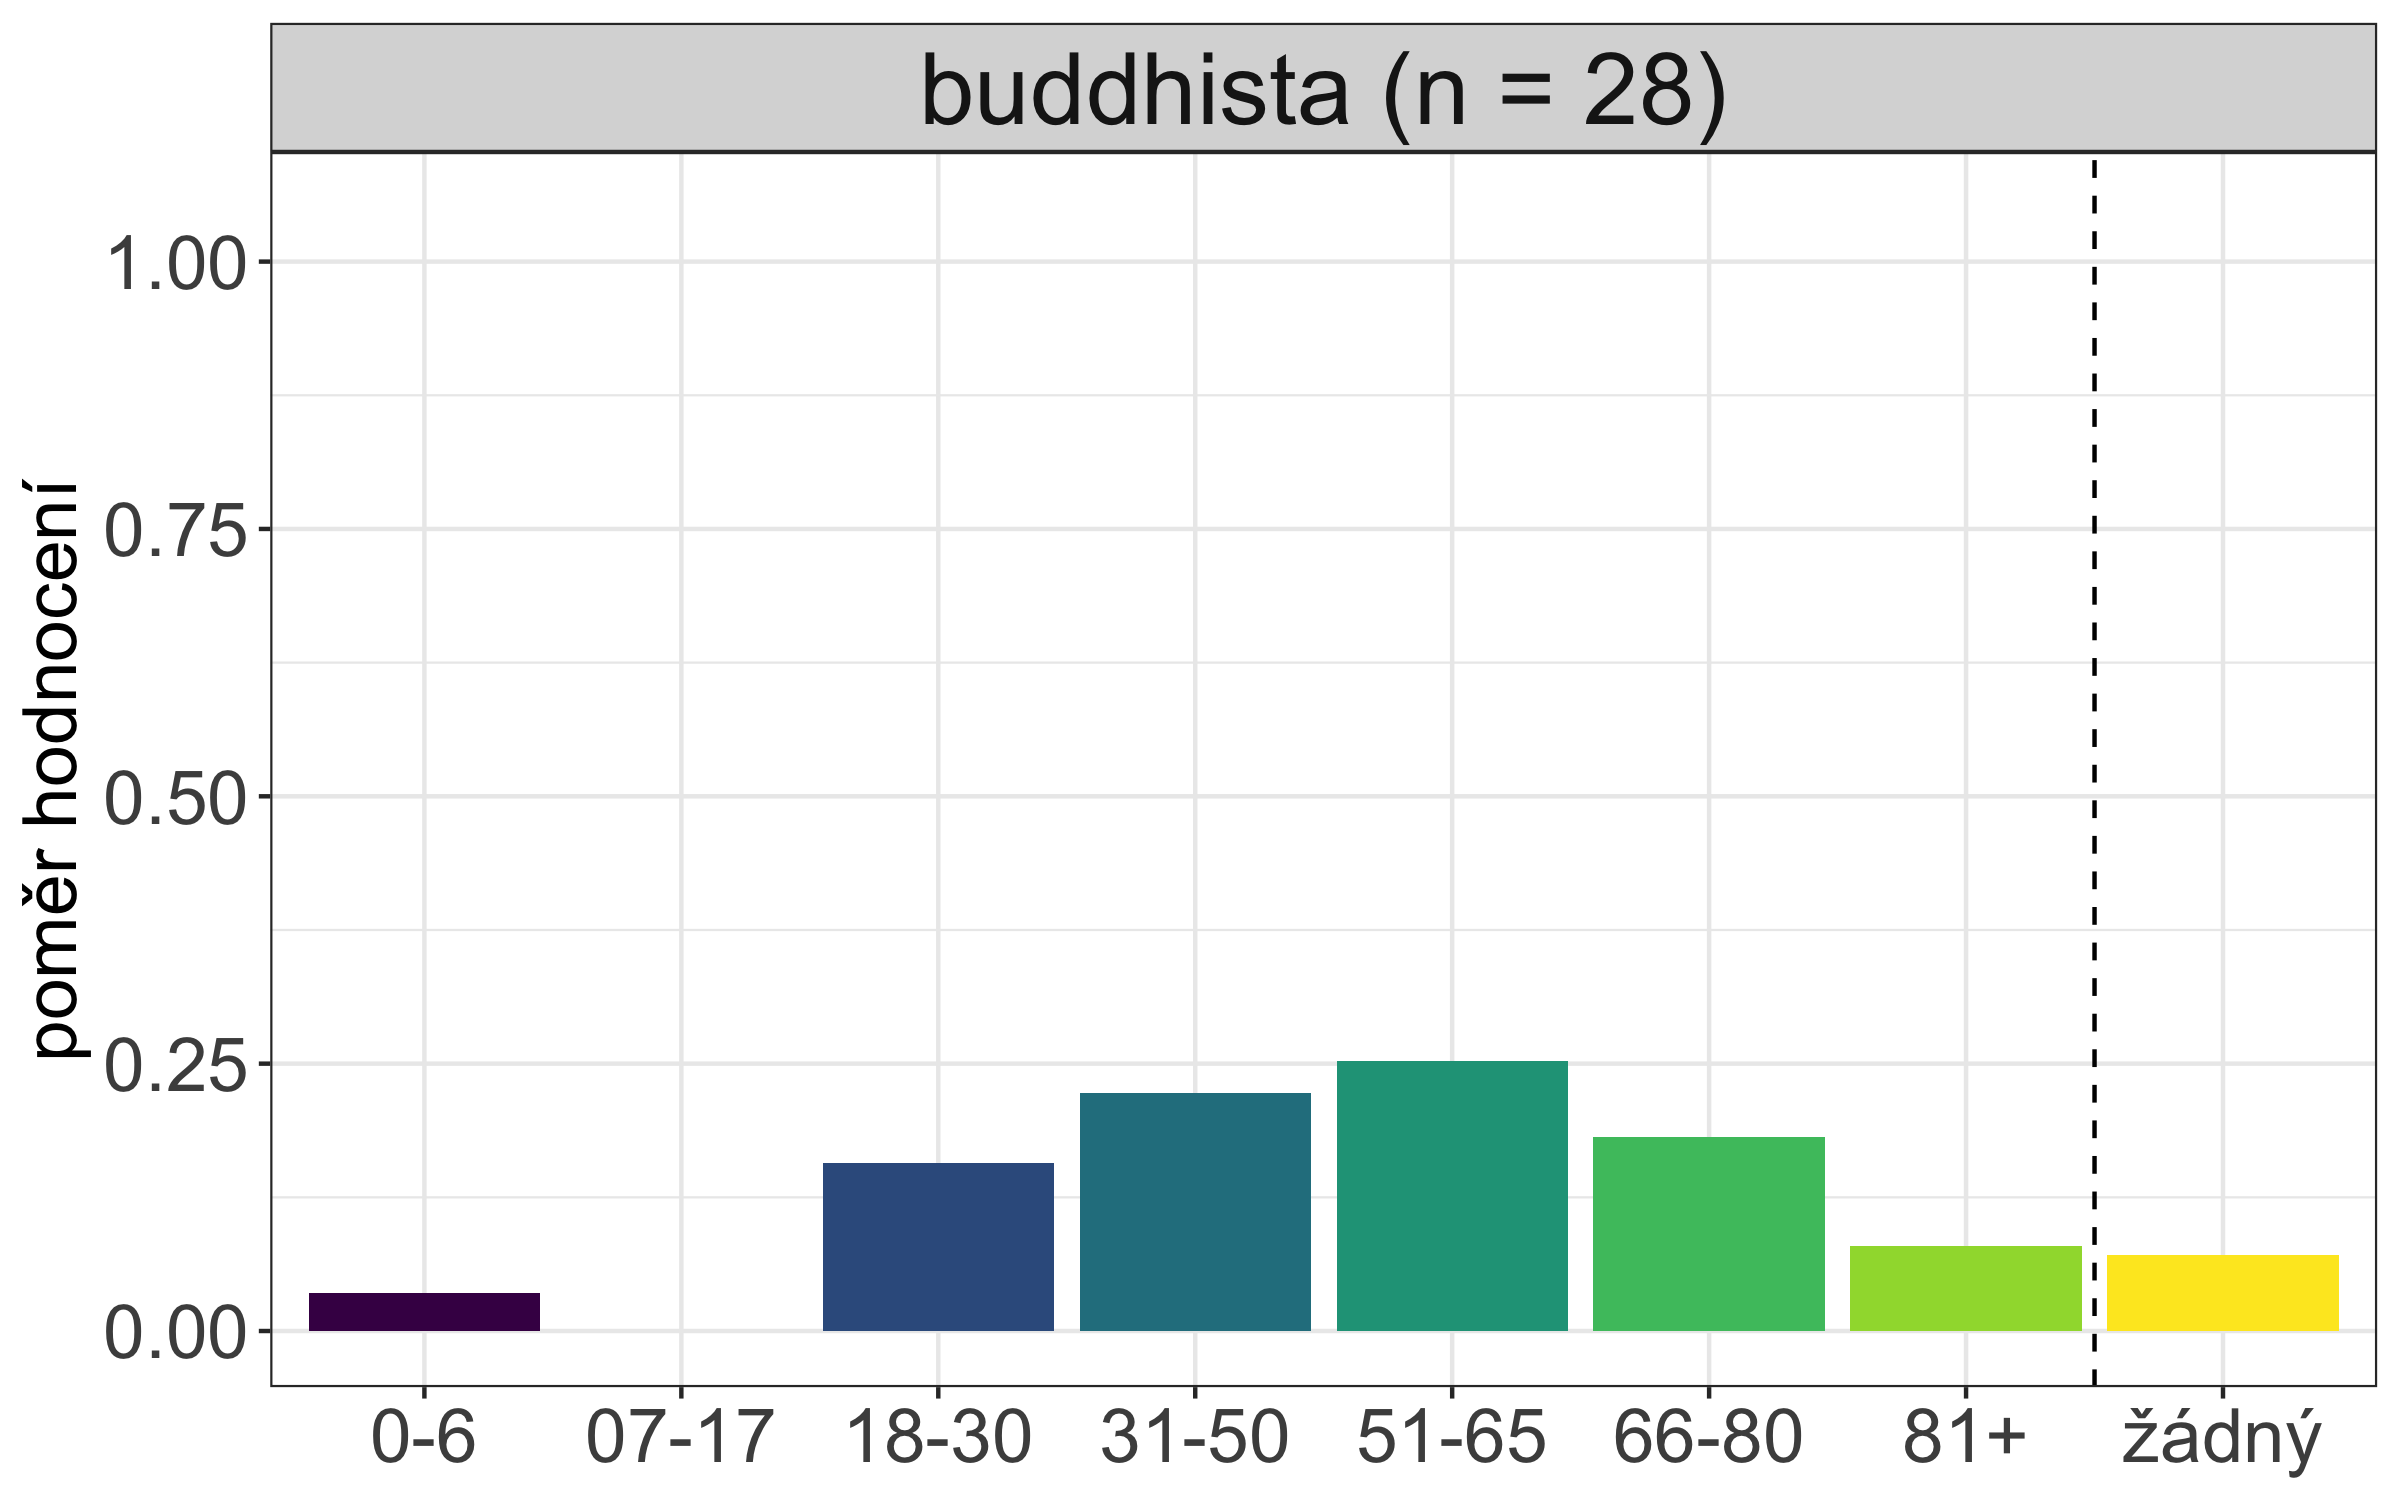 buddhista (n = 28)
poměr hodnocení
1.00
0.75
0.50
0.25
0.00
0-6 07-17 18-30 31-50 51-65 66-80 81+ žádný